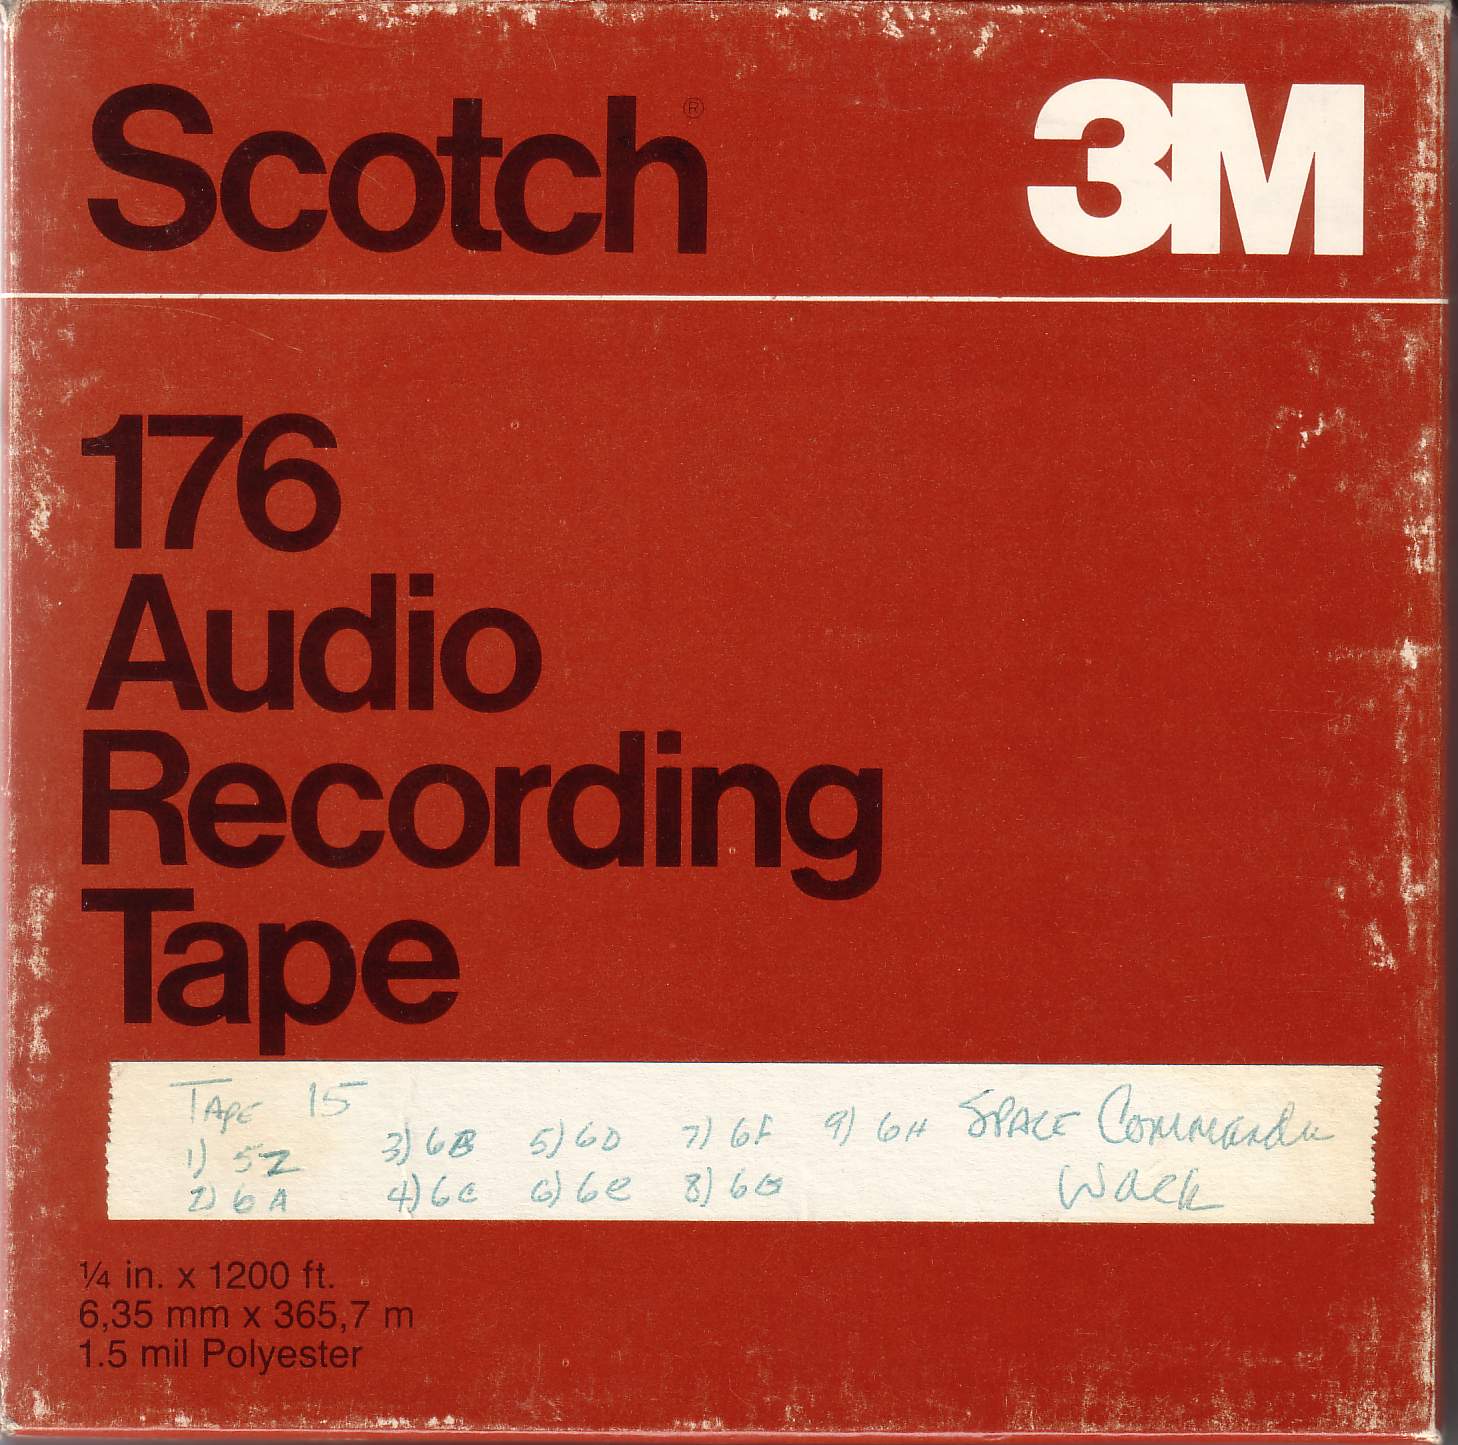 Scotch®
3M
176
Audio
Recording
Tape
TAPE 15
1) 5Z
2) 6A
3) 6B
4) 6C
5) 6D
6) 6E
7) 6F
8) 6G
9) 6H
SPACE Commander
Wack
¼ in. x 1200 ft.
6,35 mm x 365,7 m
1.5 mil Polyester